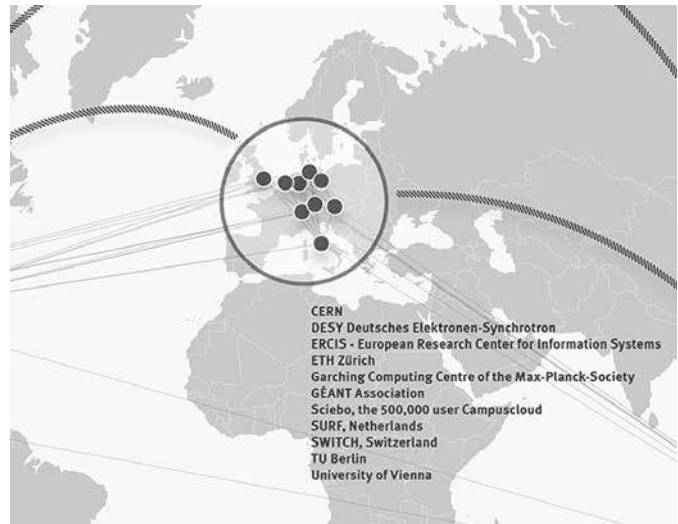 CERN
DESY Deutsches Elektronen-Synchrotron
ERCIS - European Research Center for Information Systems
ETH Zürich
Garching Computing Centre of the Max-Planck-Society
GÉANT Association
Sciebo, the 500,000 user Campuscloud
SURF, Netherlands
SWITCH, Switzerland
TU Berlin
University of Vienna